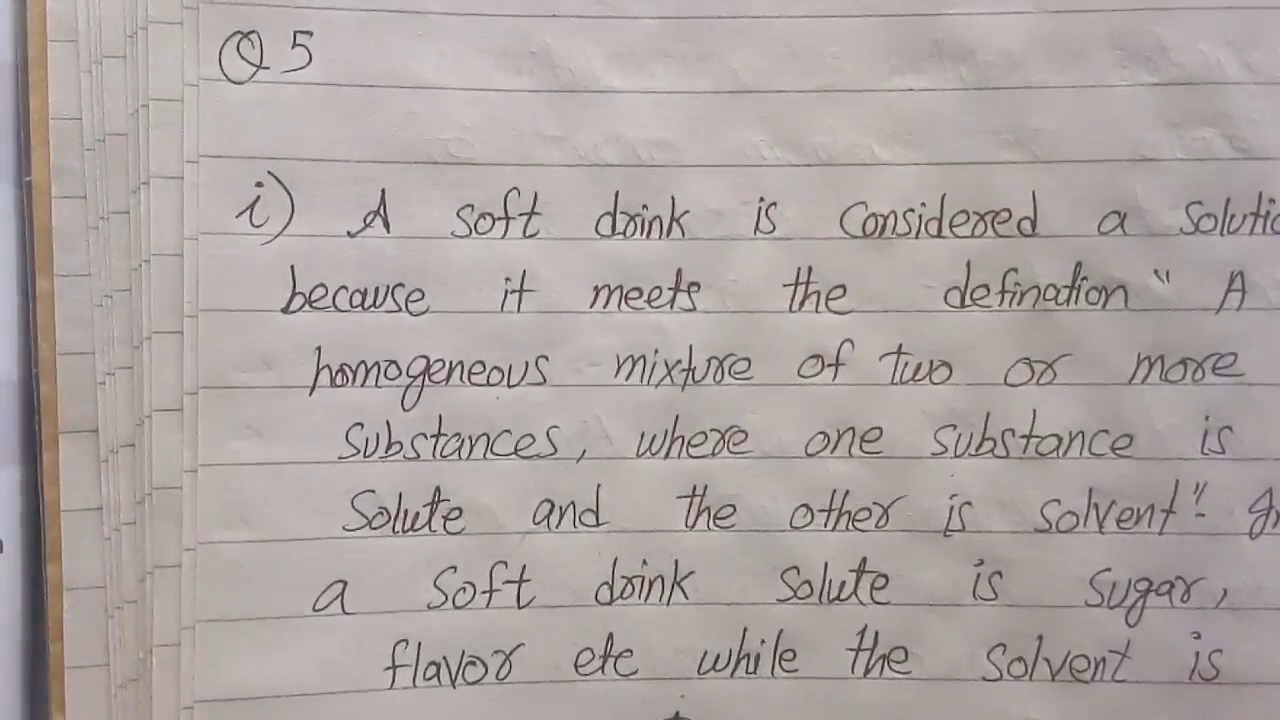 Q 5
i) A soft drink is Considered a Solutio
because it meets the defination " A
homogeneous mixture of two or more
Substances, where one substance is
Solute and the other is solvent".
a soft drink Solute is sugar,
flavor etc while the solvent is